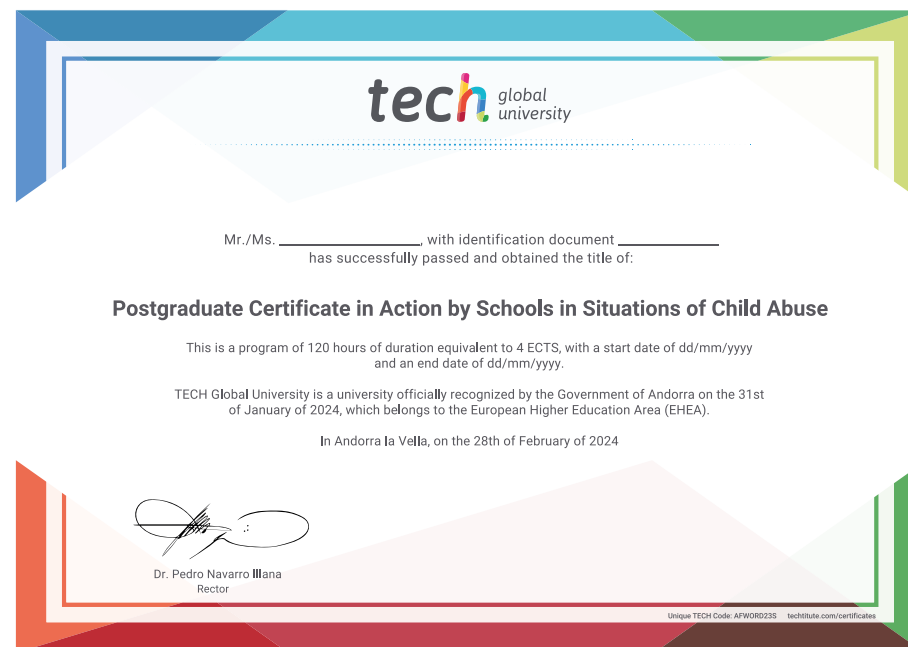 tech global
university
Mr./Ms. ____________________, with identification document ______________
has successfully passed and obtained the title of:
Postgraduate Certificate in Action by Schools in Situations of Child Abuse
This is a program of 120 hours of duration equivalent to 4 ECTS, with a start date of dd/mm/yyyy
and an end date of dd/mm/yyyy.
TECH Global University is a university officially recognized by the Government of Andorra on the 31st
of January of 2024, which belongs to the European Higher Education Area (EHEA).
In Andorra la Vella, on the 28th of February of 2024
Dr. Pedro Navarro Illana
Rector
Unique TECH Code: AFWORD23S techtitute.com/certificates